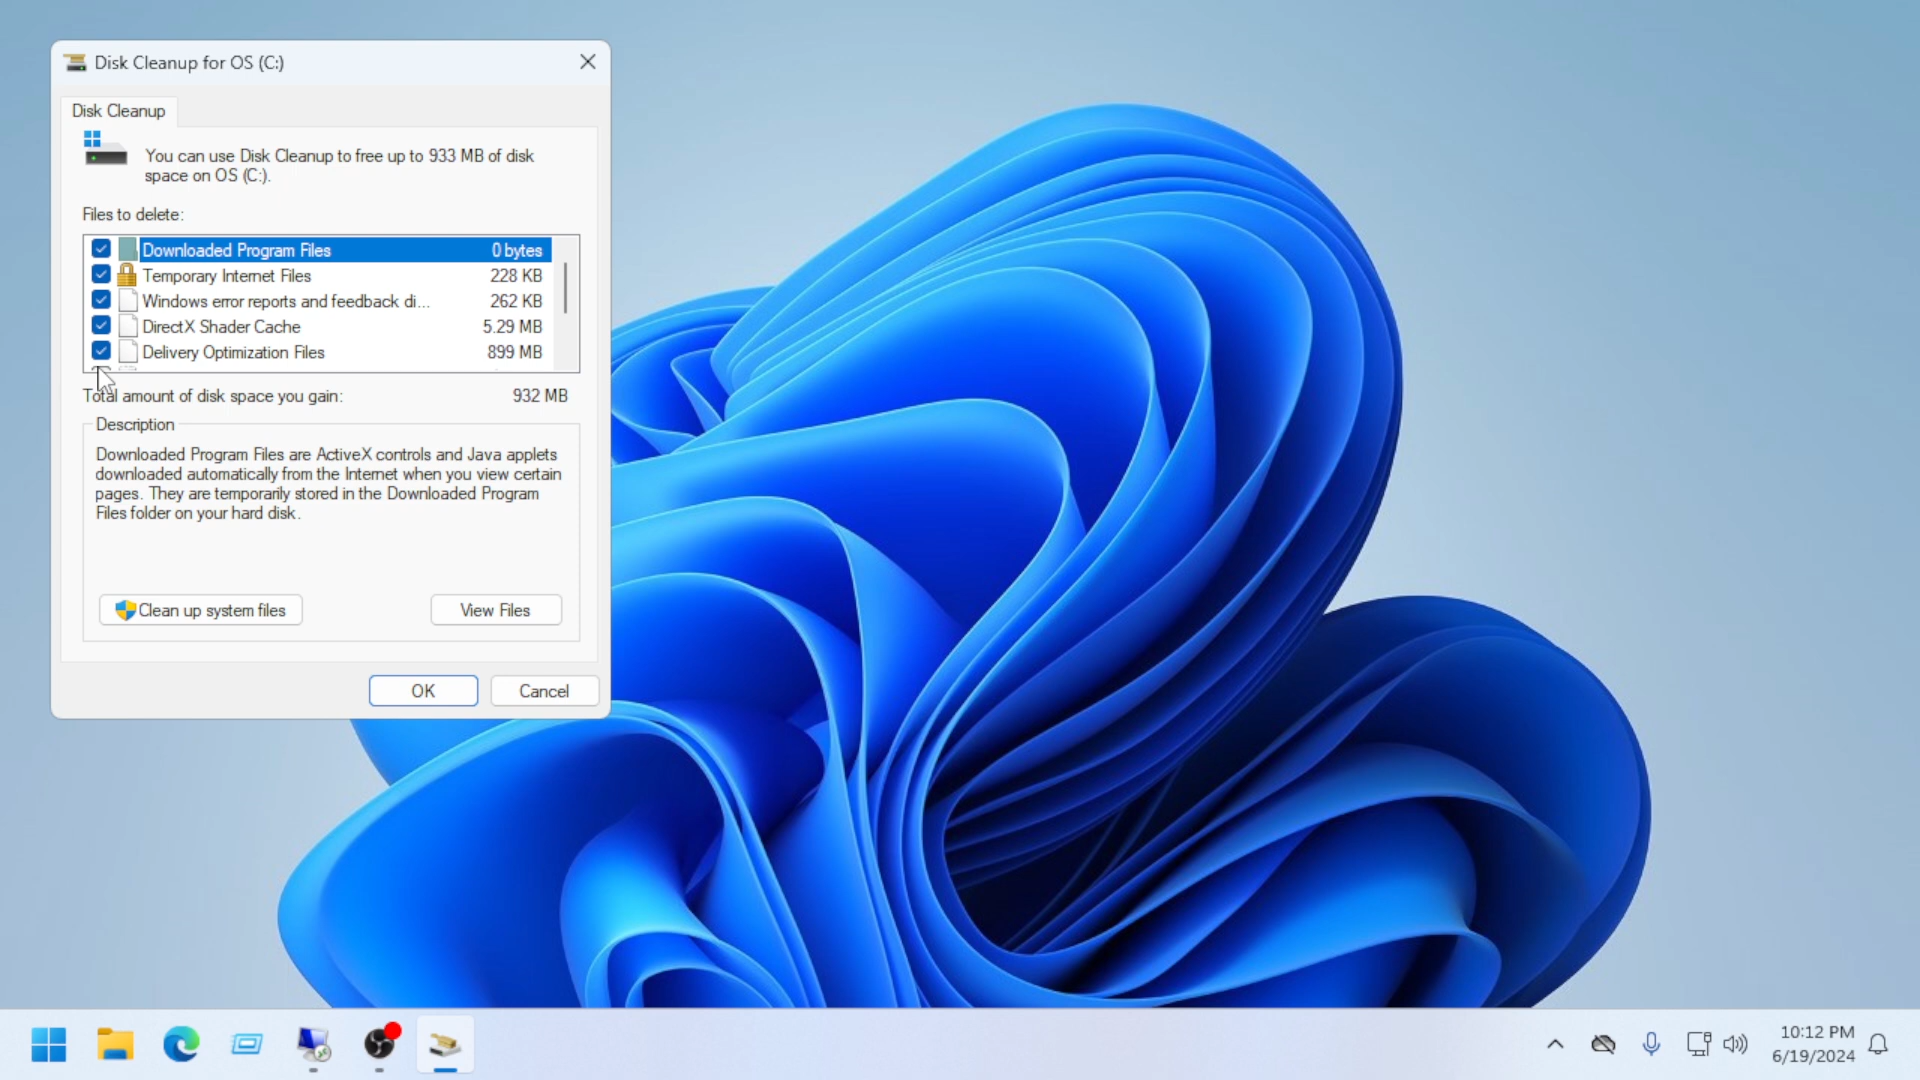 Disk Cleanup for OS (C:)
Disk Cleanup
You can use Disk Cleanup to free up to 933 MB of disk
space on OS (C:).
Files to delete:
Downloaded Program Files 0 bytes
Temporary Internet Files 228 KB
Windows error reports and feedback di... 262 KB
DirectX Shader Cache 5.29 MB
Delivery Optimization Files 899 MB
Total amount of disk space you gain: 932 MB
Description
Downloaded Program Files are ActiveX controls and Java applets
downloaded automatically from the Internet when you view certain
pages. They are temporarily stored in the Downloaded Program
Files folder on your hard disk.
Clean up system files View Files
OK Cancel
10:12 PM
6/19/2024